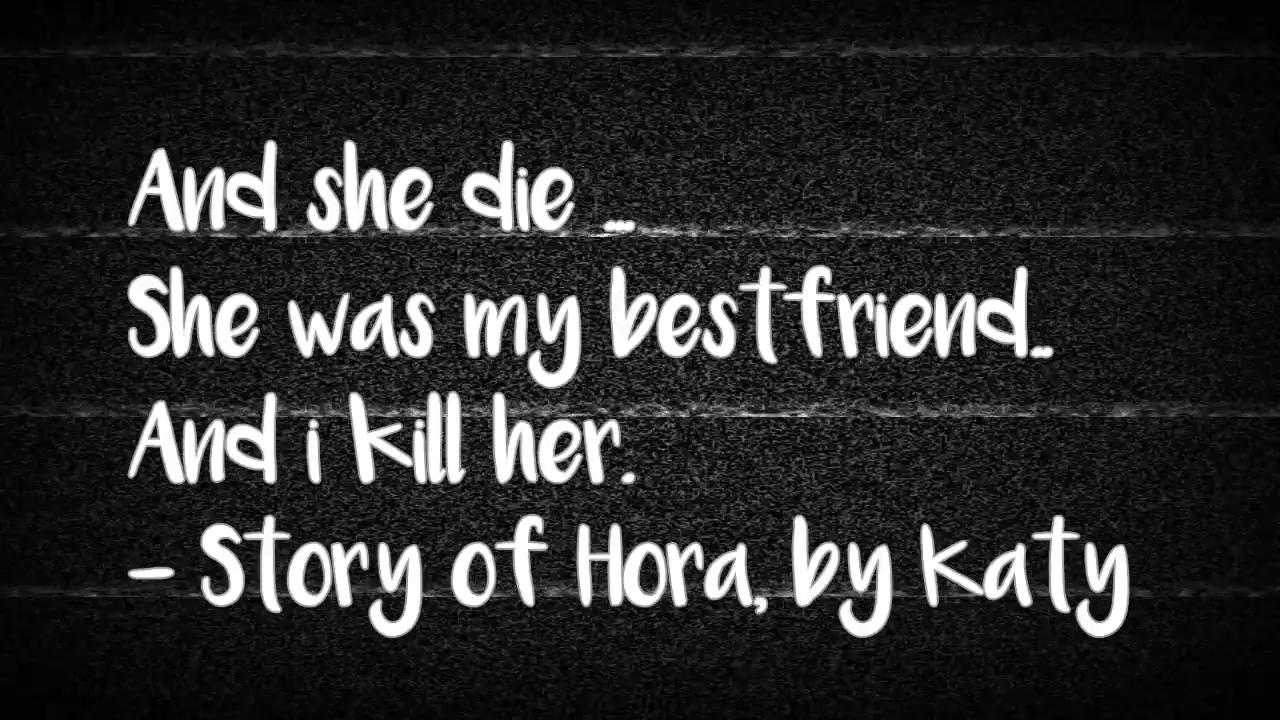 And she die ...
She was my bestfriend..
And i kill her.
- Story of Hora, by Katy